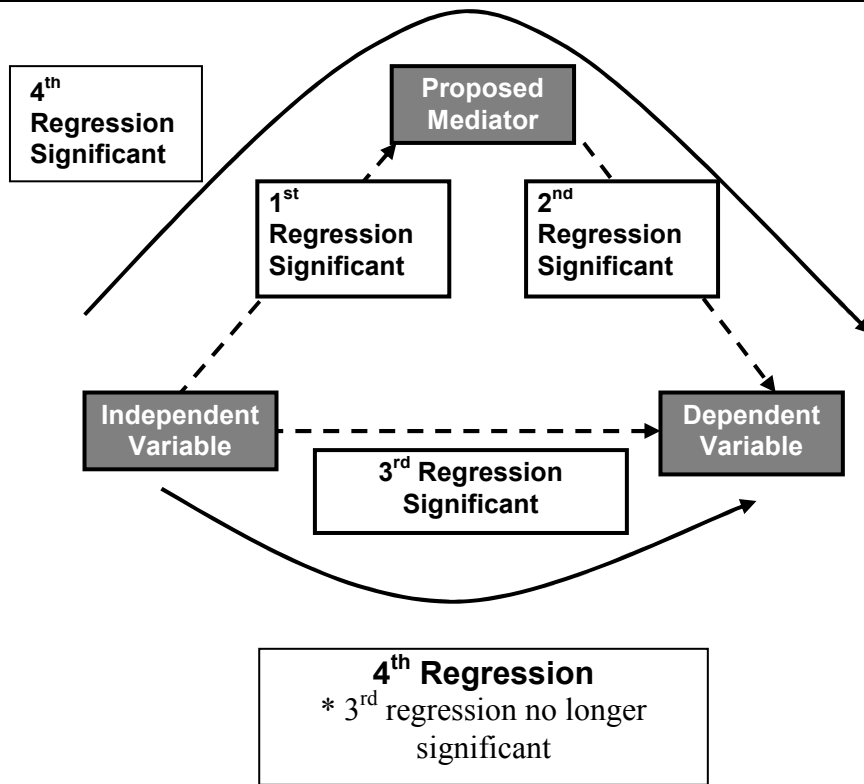 4th
Regression
Significant
Proposed
Mediator
1st
Regression
Significant
2nd
Regression
Significant
Independent
Variable
Dependent
Variable
3rd Regression
Significant
4th Regression
* 3rd regression no longer
significant